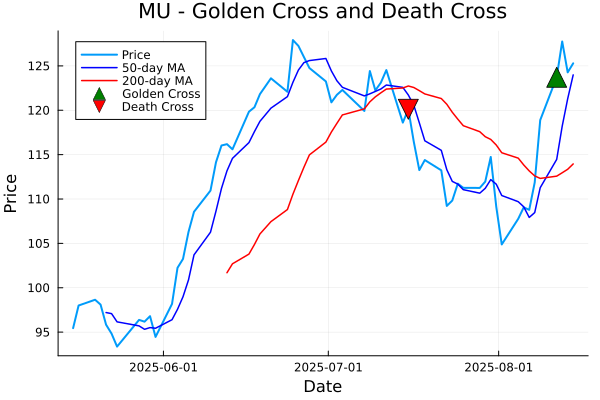 MU - Golden Cross and Death Cross
Price
50-day MA
200-day MA
Golden Cross
Death Cross
Price
125
120
115
110
105
100
95
2025-06-01
2025-07-01
2025-08-01
Date